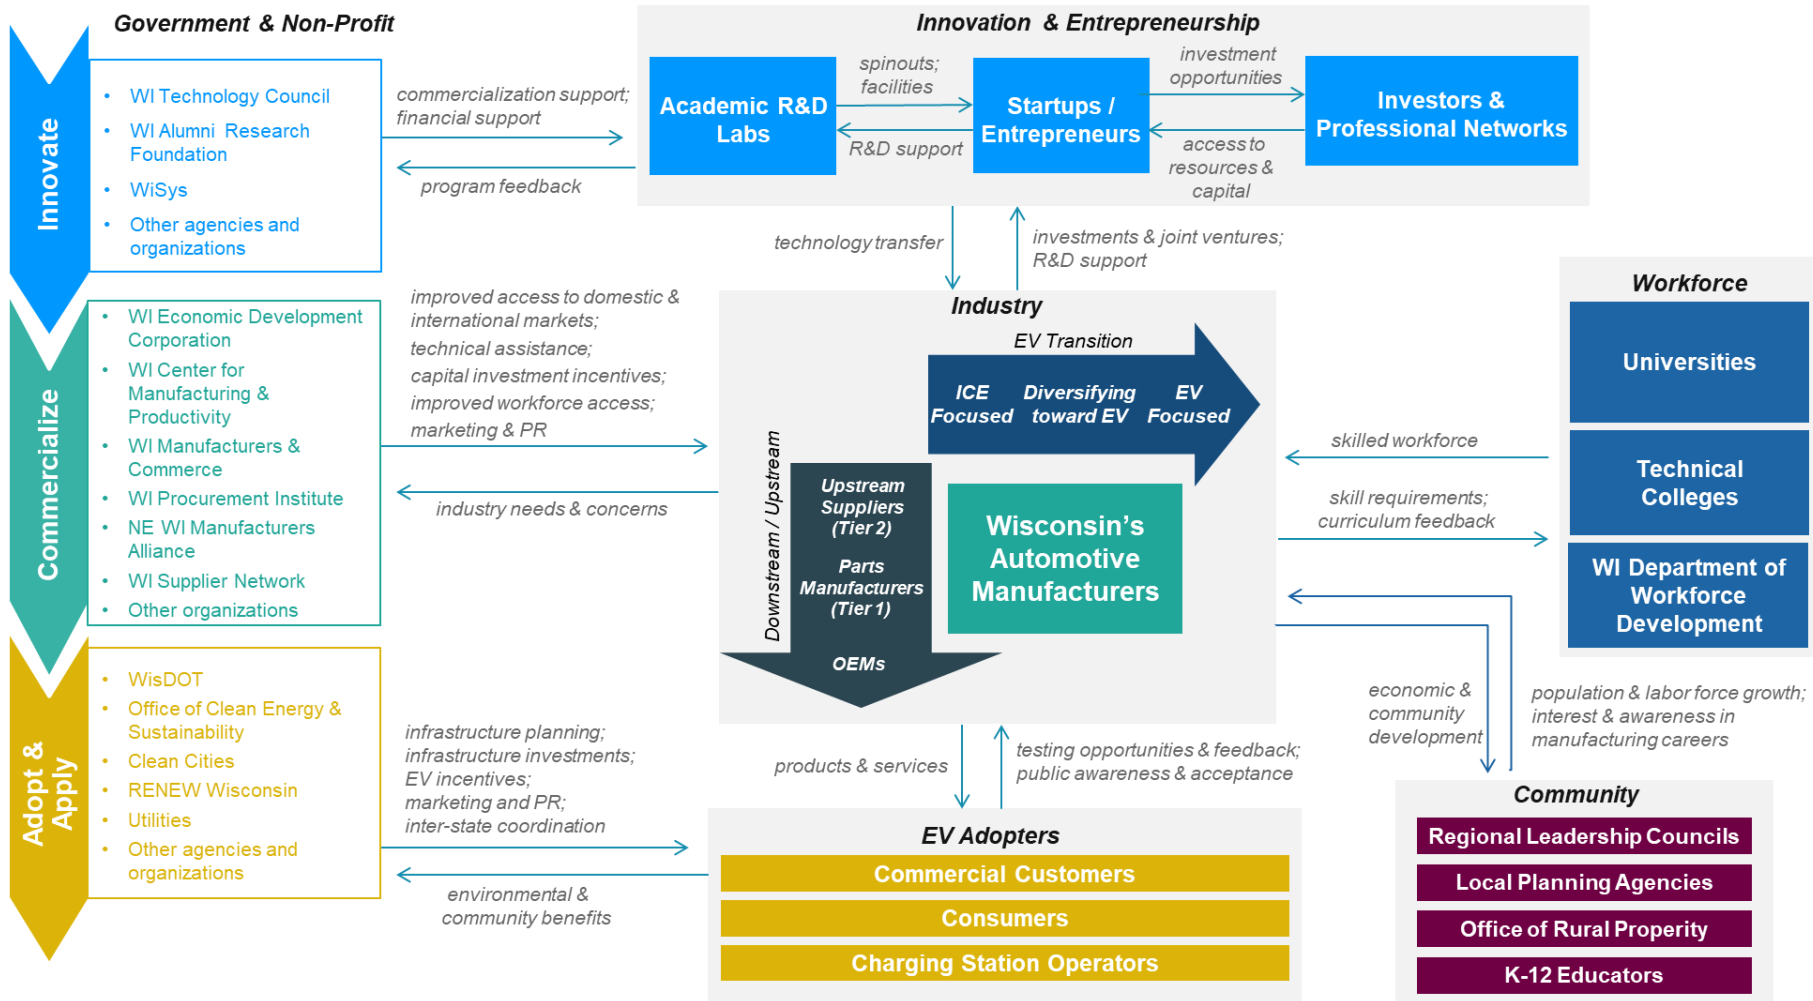 Government & Non-Profit
Innovate
• WI Technology Council
• WI Alumni Research
Foundation
• WiSys
• Other agencies and
organizations
commercialization support;
financial support
program feedback
Innovation & Entrepreneurship
Academic R&D
Labs
spinouts;
facilities
R&D support
Startups /
Entrepreneurs
investment
opportunities
access to
resources &
capital
Investors &
Professional Networks
technology transfer
investments & joint ventures;
R&D support
Commercialize
• WI Economic Development
Corporation
• WI Center for
Manufacturing &
Productivity
• WI Manufacturers &
Commerce
• WI Procurement Institute
• NE WI Manufacturers
Alliance
• WI Supplier Network
• Other organizations
improved access to domestic &
international markets;
technical assistance;
capital investment incentives;
improved workforce access;
marketing & PR
industry needs & concerns
Industry
EV Transition
ICE
Focused
Diversifying
toward EV
EV
Focused
Downstream / Upstream
Upstream
Suppliers
(Tier 2)
Parts
Manufacturers
(Tier 1)
OEMs
Wisconsin's
Automotive
Manufacturers
skilled workforce
skill requirements;
curriculum feedback
Workforce
Universities
Technical
Colleges
WI Department of
Workforce
Development
economic &
community
development
population & labor force growth;
interest & awareness in
manufacturing careers
Adopt &
Apply
• WisDOT
• Office of Clean Energy &
Sustainability
• Clean Cities
• RENEW Wisconsin
• Utilities
• Other agencies and
organizations
infrastructure planning;
infrastructure investments;
EV incentives;
marketing and PR;
inter-state coordination
environmental &
community benefits
products & services
testing opportunities & feedback;
public awareness & acceptance
EV Adopters
Commercial Customers
Consumers
Charging Station Operators
Community
Regional Leadership Councils
Local Planning Agencies
Office of Rural Properity
K-12 Educators